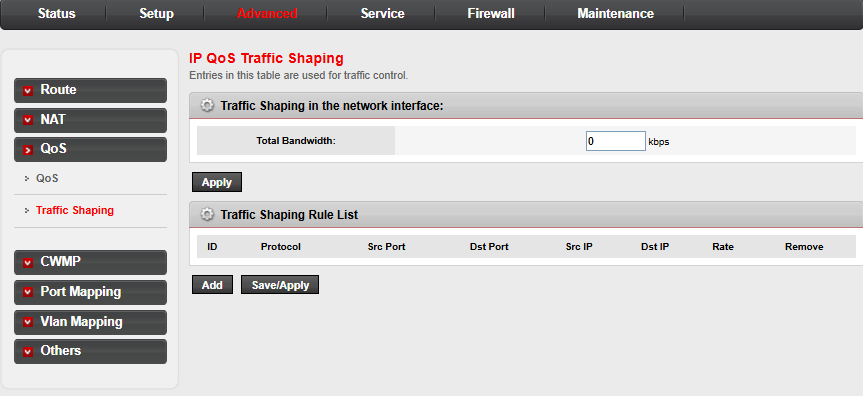 Status Setup Advanced Service Firewall Maintenance
IP QoS Traffic Shaping
Entries in this table are used for traffic control.
Route
NAT
QoS
QoS
Traffic Shaping
CWMP
Port Mapping
Vlan Mapping
Others
Traffic Shaping in the network interface:
Total Bandwidth: 0 kbps
Apply
Traffic Shaping Rule List
ID Protocol Src Port Dst Port Src IP Dst IP Rate Remove
Add Save/Apply